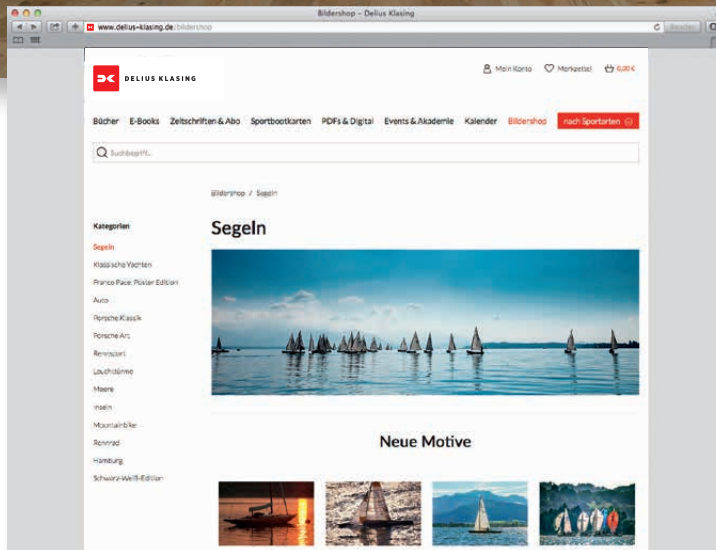 Bildershop – Delius Klasing
www.delius-klasing.de/bildershop
Reader
DELIUS KLASING
Mein Konto Merkzettel 0,00 €
Bücher E-Books Zeitschriften & Abo Sportbootkarten PDFs & Digital Events & Akademie Kalender Bildershop nach Sportarten
Suchbegriff...
Bildershop / Segeln
Kategorien
Segeln
Segeln
Klassische Yachten
Franco Pace: Poster Edition
Auto
Porsche Klassik
Porsche Art
Rennsport
Leuchttürme
Meere
Inseln
Mountainbike
Rennrad
Hamburg
Schwarz-Weiß-Edition
Neue Motive